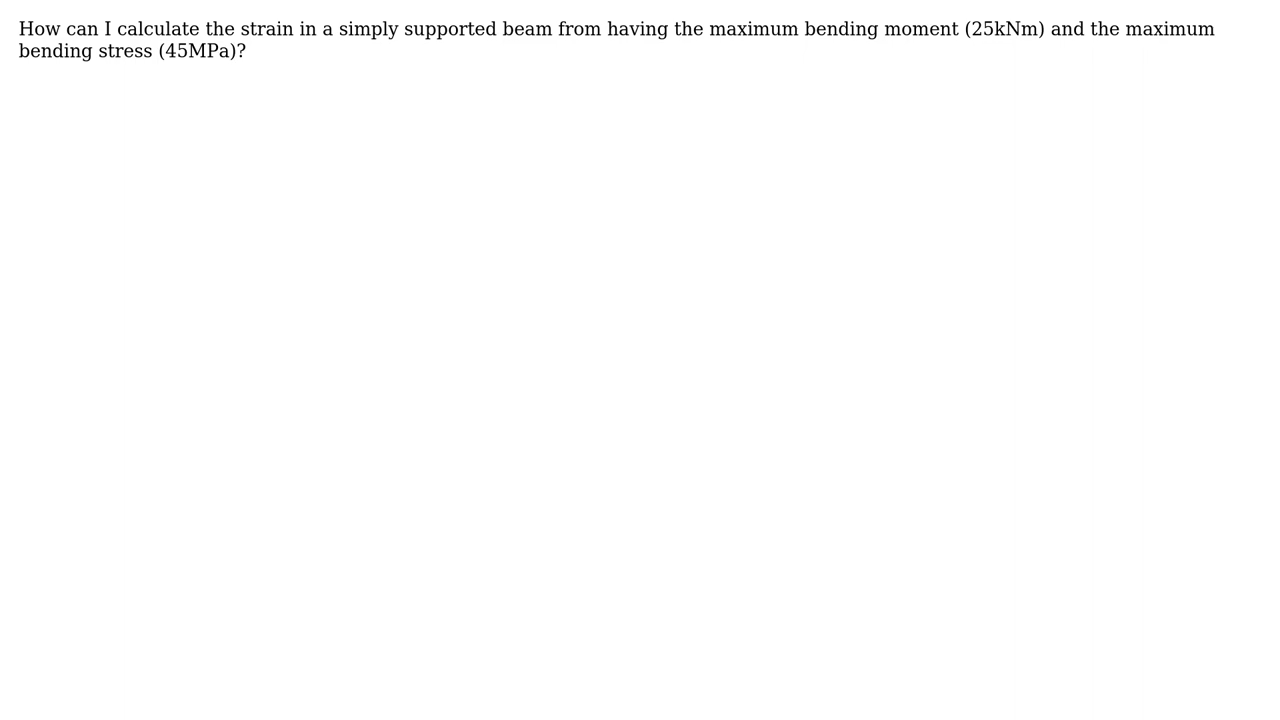 How can I calculate the strain in a simply supported beam from having the maximum bending moment (25kNm) and the maximum
bending stress (45MPa)?